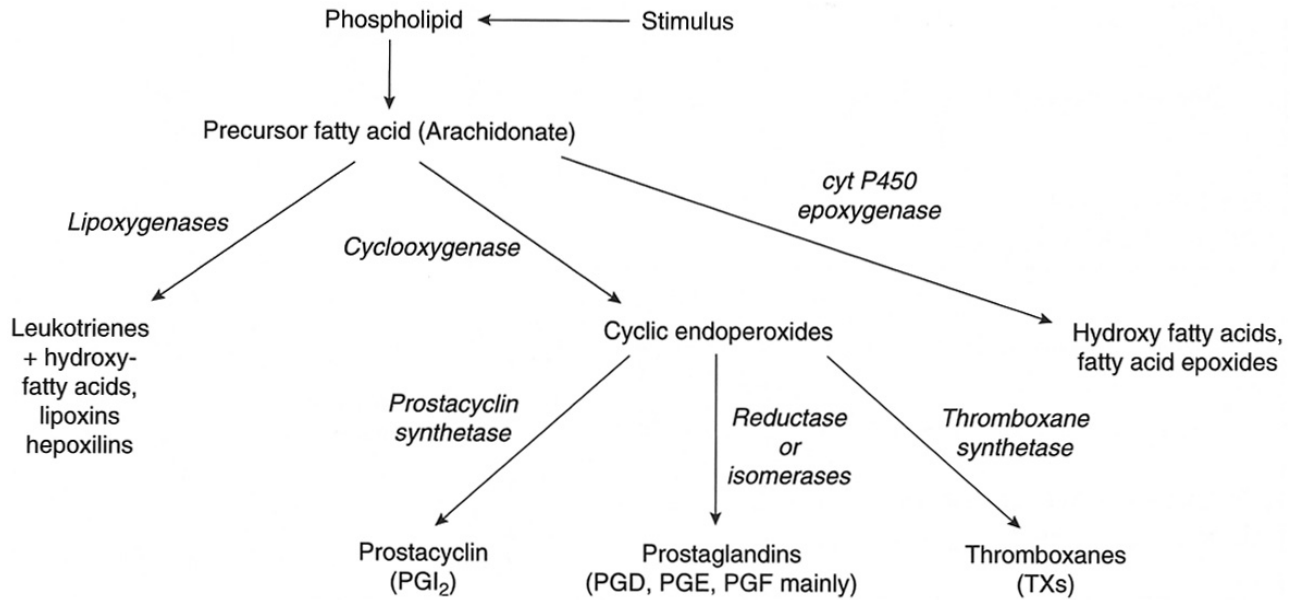 Phospholipid
Stimulus
Precursor fatty acid (Arachidonate)
Lipoxygenases
Cyclooxygenase
cyt P450
epoxygenase
Leukotrienes
+ hydroxy-
fatty acids,
lipoxins
hepoxilins
Cyclic endoperoxides
Hydroxy fatty acids,
fatty acid epoxides
Prostacyclin
synthetase
Reductase
or
isomerases
Thromboxane
synthetase
Prostacyclin
(PGI₂)
Prostaglandins
(PGD, PGE, PGF mainly)
Thromboxanes
(TXs)